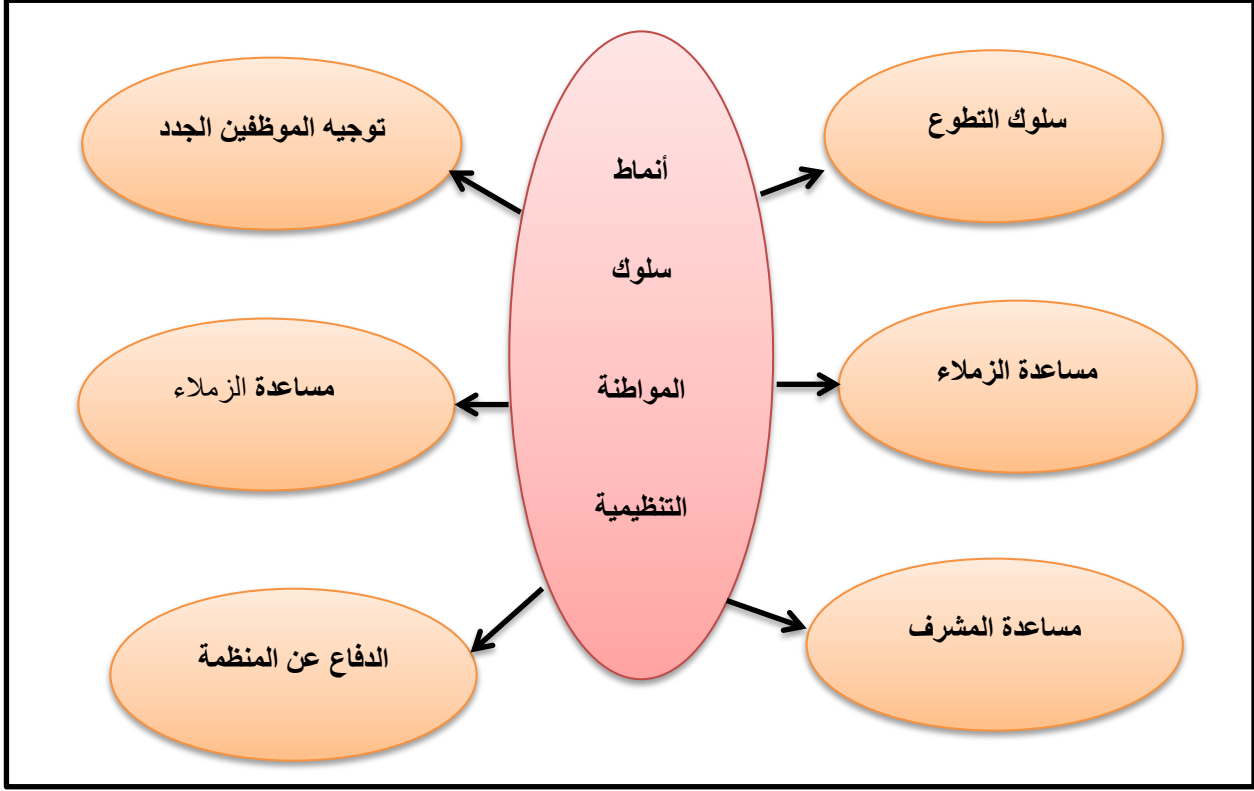 أنماط
سلوك
المواطنة
التنظيمية
سلوك التطوع
توجيه الموظفين الجدد
مساعدة الزملاء
مساعدة الزملاء
مساعدة المشرف
الدفاع عن المنظمة